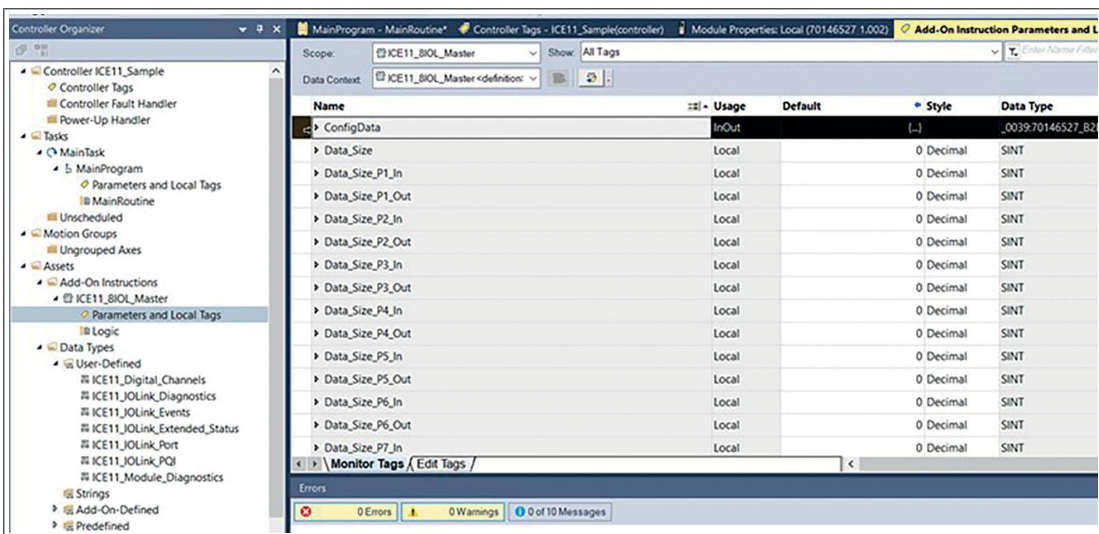 Controller Organizer
MainProgram - MainRoutine*
Controller Tags - ICE11_Sample(controller)
Module Properties: Local (70146527 1.002)
Add-On Instruction Parameters and L
Scope:
ICE11_8IOL_Master
Show:
All Tags
Enter Name Filter
Data Context:
ICE11_8IOL_Master <definition>
Controller ICE11_Sample
Controller Tags
Controller Fault Handler
Power-Up Handler
Tasks
MainTask
MainProgram
Parameters and Local Tags
MainRoutine
Unscheduled
Motion Groups
Ungrouped Axes
Assets
Add-On Instructions
ICE11_8IOL_Master
Parameters and Local Tags
Logic
Data Types
User-Defined
ICE11_Digital_Channels
ICE11_IOLink_Diagnostics
ICE11_IOLink_Events
ICE11_IOLink_Extended_Status
ICE11_IOLink_Port
ICE11_IOLink_PQI
ICE11_Module_Diagnostics
Strings
Add-On-Defined
Predefined
Name Usage Default Style Data Type
ConfigData InOut {...} _0039:70146527_B2
Data_Size Local 0 Decimal SINT
Data_Size_P1_In Local 0 Decimal SINT
Data_Size_P1_Out Local 0 Decimal SINT
Data_Size_P2_In Local 0 Decimal SINT
Data_Size_P2_Out Local 0 Decimal SINT
Data_Size_P3_In Local 0 Decimal SINT
Data_Size_P3_Out Local 0 Decimal SINT
Data_Size_P4_In Local 0 Decimal SINT
Data_Size_P4_Out Local 0 Decimal SINT
Data_Size_P5_In Local 0 Decimal SINT
Data_Size_P5_Out Local 0 Decimal SINT
Data_Size_P6_In Local 0 Decimal SINT
Data_Size_P6_Out Local 0 Decimal SINT
Data_Size_P7_In Local 0 Decimal SINT
Monitor Tags Edit Tags
Errors
0 Errors 0 Warnings 0 of 10 Messages